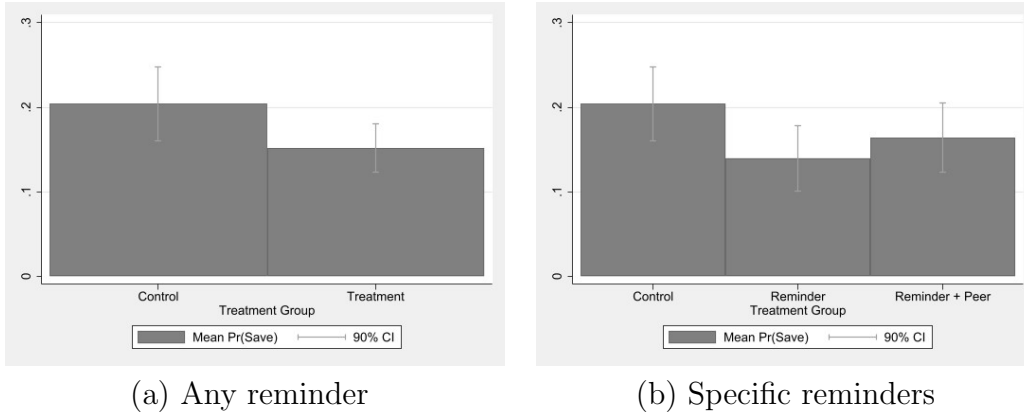 .3
.2
.1
0
Control
Treatment
Treatment Group
Mean Pr(Save)
90% CI
(a) Any reminder
.3
.2
.1
0
Control
Reminder
Reminder + Peer
Treatment Group
Mean Pr(Save)
90% CI
(b) Specific reminders